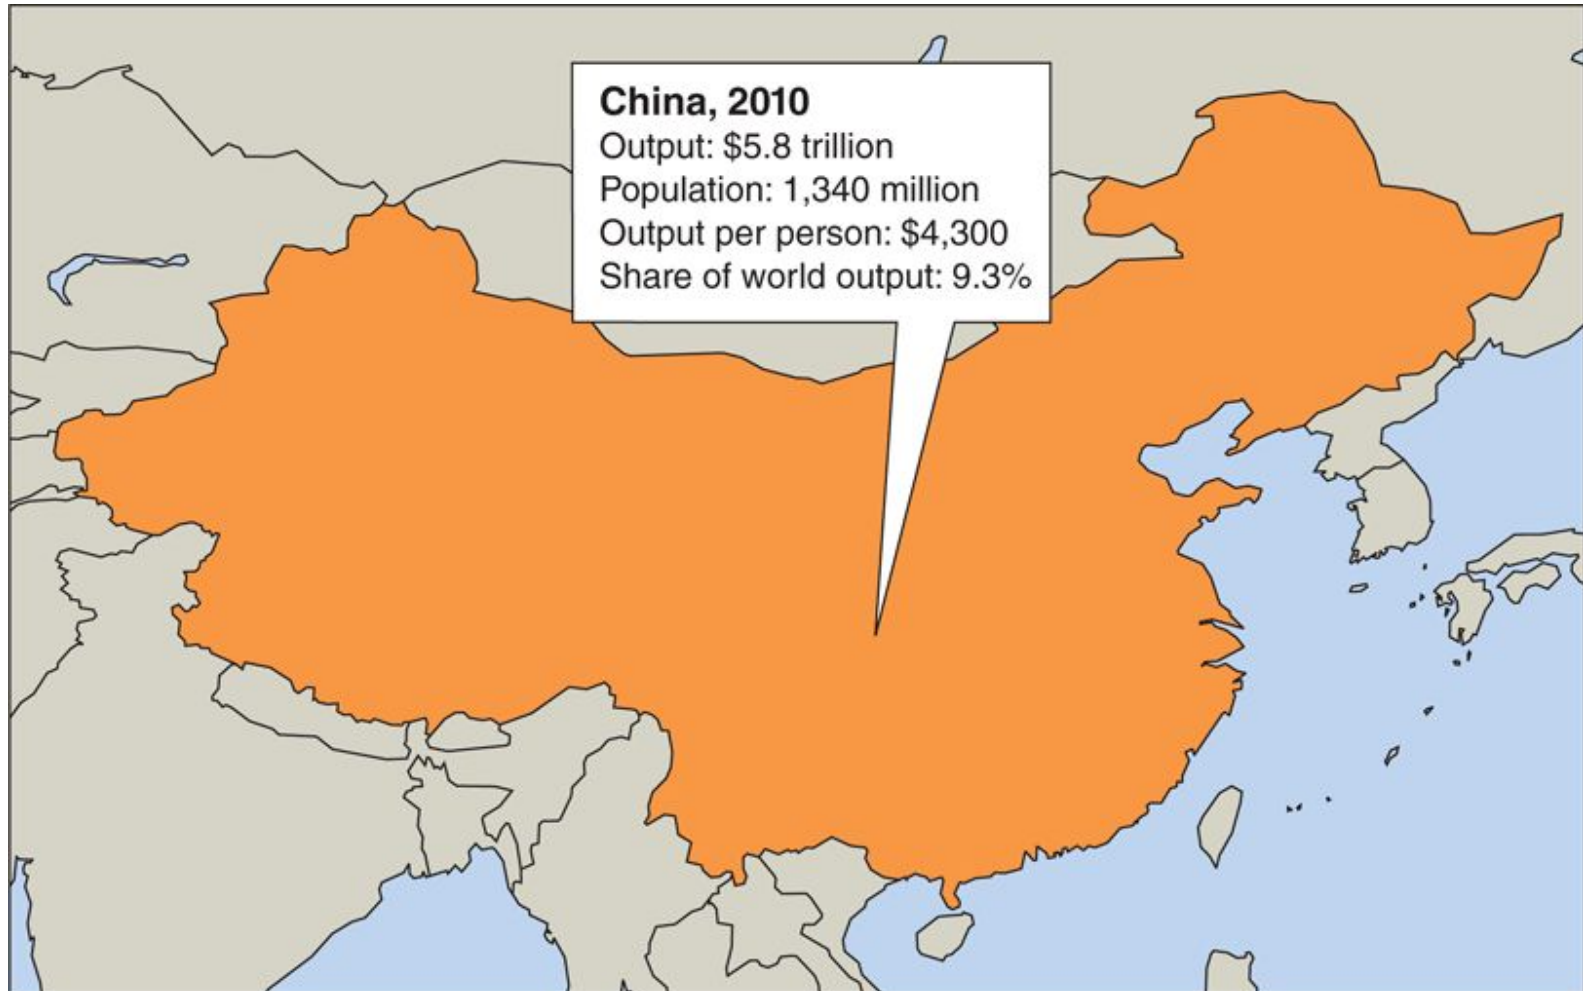 China, 2010
Output: $5.8 trillion
Population: 1,340 million
Output per person: $4,300
Share of world output: 9.3%